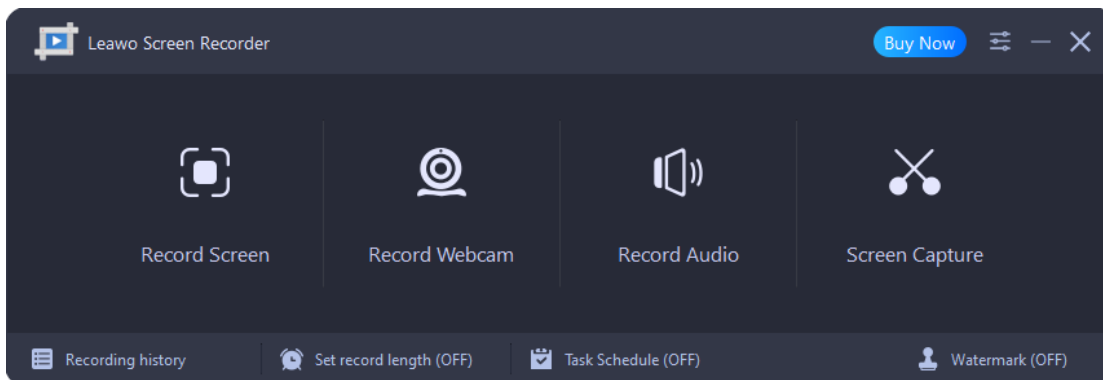 Leawo Screen Recorder
Buy Now
Record Screen
Record Webcam
Record Audio
Screen Capture
Recording history
Set record length (OFF)
Task Schedule (OFF)
Watermark (OFF)